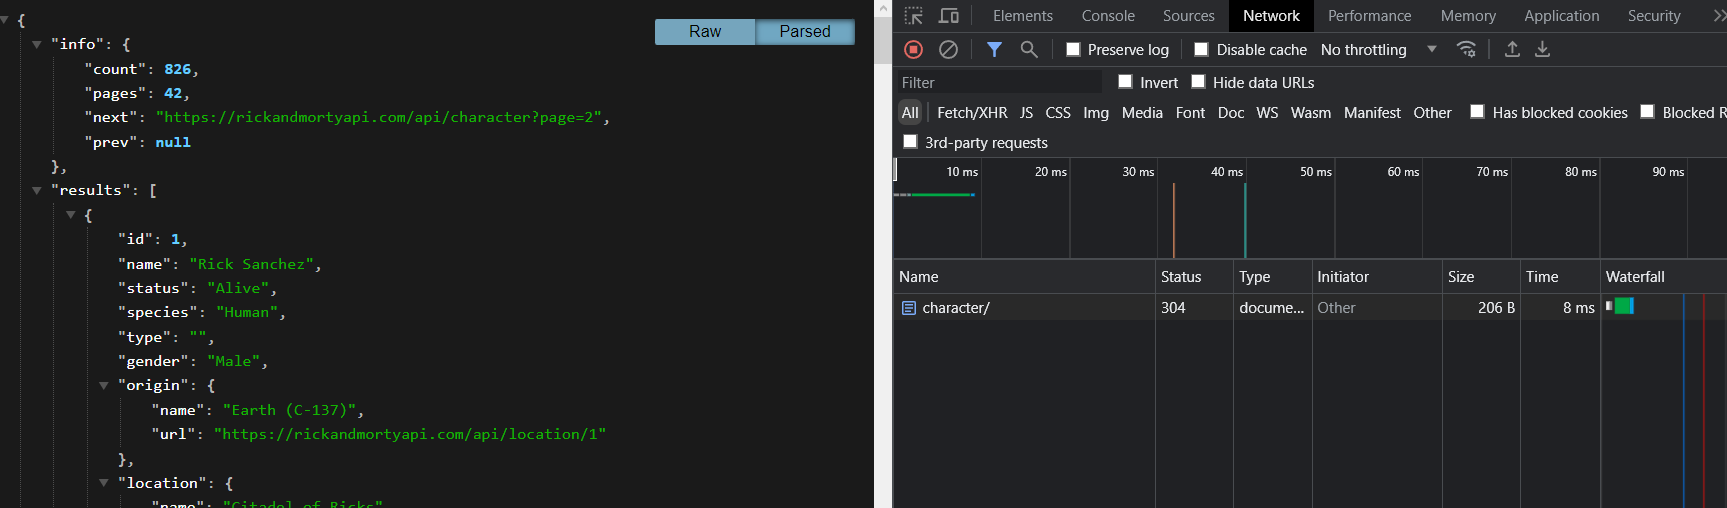 {
"info": {
"count": 826,
"pages": 42,
"next": "https://rickandmortyapi.com/api/character?page=2",
"prev": null
},
"results": [
{
"id": 1,
"name": "Rick Sanchez",
"status": "Alive",
"species": "Human",
"type": "",
"gender": "Male",
"origin": {
"name": "Earth (C-137)",
"url": "https://rickandmortyapi.com/api/location/1"
},
"location": {
"name": "Citadel of Ricks"
Raw Parsed
Elements Console Sources Network Performance Memory Application Security
Preserve log Disable cache No throttling
Filter Invert Hide data URLs
All Fetch/XHR JS CSS Img Media Font Doc WS Wasm Manifest Other Has blocked cookies Blocked R
3rd-party requests
10 ms 20 ms 30 ms 40 ms 50 ms 60 ms 70 ms 80 ms 90 ms
Name Status Type Initiator Size Time Waterfall
character/ 304 docume... Other 206 B 8 ms